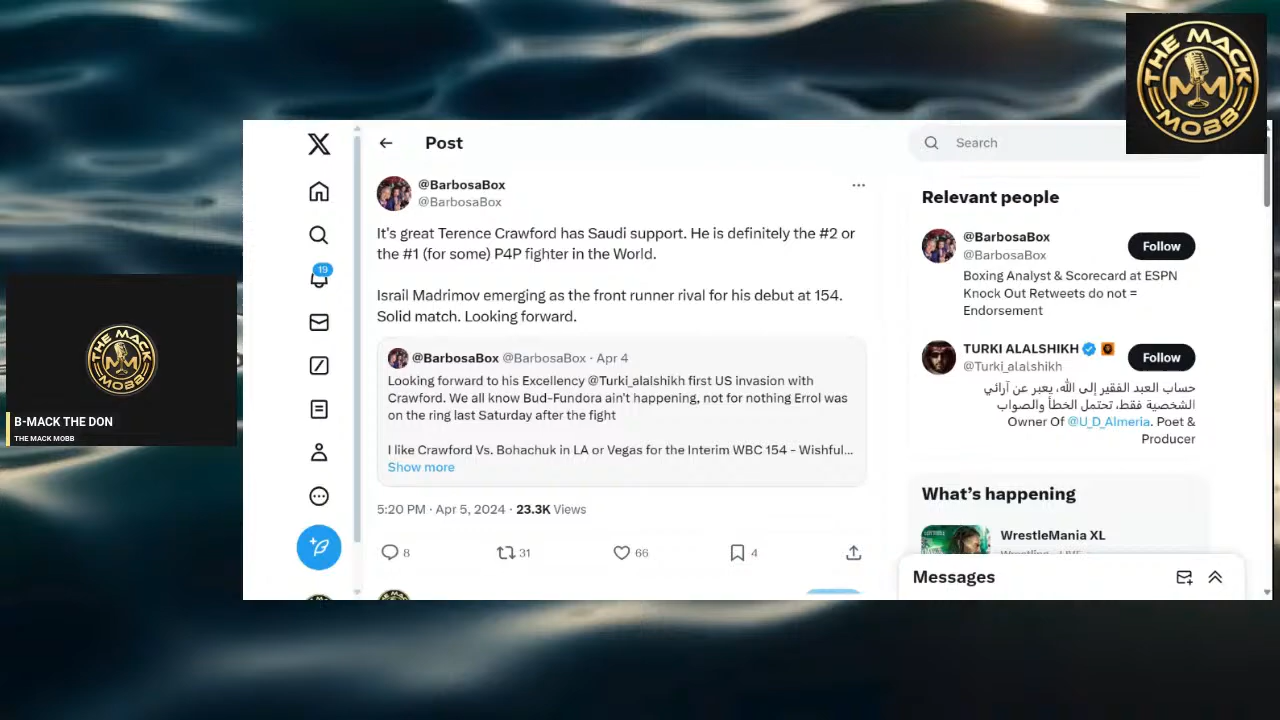 THE MACK
MM
MOBB
Post
Search
@BarbosaBox
@BarbosaBox
It's great Terence Crawford has Saudi support. He is definitely the #2 or
the #1 (for some) P4P fighter in the World.
Israil Madrimov emerging as the front runner rival for his debut at 154.
Solid match. Looking forward.
@BarbosaBox @BarbosaBox · Apr 4
Looking forward to his Excellency @Turki_alalshikh first US invasion with
Crawford. We all know Bud-Fundora ain't happening, not for nothing Errol was
on the ring last Saturday after the fight
I like Crawford Vs. Bohachuk in LA or Vegas for the Interim WBC 154 - Wishful...
Show more
5:20 PM · Apr 5, 2024 · 23.3K Views
8 31 66 4
19
Relevant people
@BarbosaBox
@BarbosaBox
Follow
Boxing Analyst & Scorecard at ESPN
Knock Out Retweets do not =
Endorsement
TURKI ALALSHIKH
@Turki_alalshikh
Follow
حساب العبد الفقير إلى الله، يعبر عن آرائي
الشخصية فقط، تحتمل الخطأ والصواب
Owner Of @U_D_Almeria. Poet &
Producer
What's happening
WrestleMania XL
Wrestling · LIVE
Messages
THE MACK
MM
MOBB
B-MACK THE DON
THE MACK MOBB